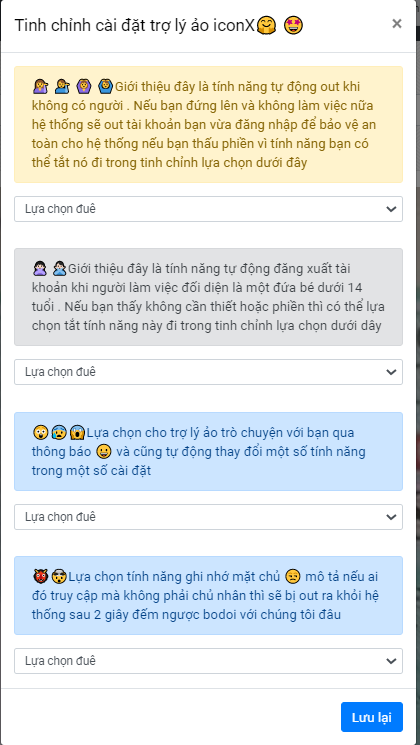 Tinh chỉnh cài đặt trợ lý ảo iconX🤗 🤩
×
💁‍♀️ 💁‍♂️ 🙆‍♀️ 🙆‍♂️Giới thiệu đây là tính năng tự động out khi
không có người . Nếu bạn đứng lên và không làm việc nữa
hệ thống sẽ out tài khoản bạn vừa đăng nhập để bảo vệ an
toàn cho hệ thống nếu bạn thấu phiền vì tính năng bạn có
thể tắt nó đi trong tinh chỉnh lựa chọn dưới đây
Lựa chọn đuê
🙅🏻‍♀️ 🙅🏻‍♂️Giới thiệu đây là tính năng tự động đăng xuất tài
khoản khi người làm việc đối diện là một đứa bé dưới 14
tuổi . Nếu bạn thấy không cần thiết hoặc phiền thì có thể lựa
chọn tắt tính năng này đi trong tinh chỉnh lựa chọn dưới dây
Lựa chọn đuê
😲😰😱Lựa chọn cho trợ lý ảo trò chuyện với bạn qua
thông báo 😀 và cũng tự động thay đổi một số tính năng
trong một số cài đặt
Lựa chọn đuê
👹🤯Lựa chọn tính năng ghi nhớ mặt chủ 😒 mô tả nếu ai
đó truy cập mà không phải chủ nhân thì sẽ bị out ra khỏi hệ
thống sau 2 giây đếm ngược bodoi với chúng tôi đâu
Lựa chọn đuê
Lưu lại